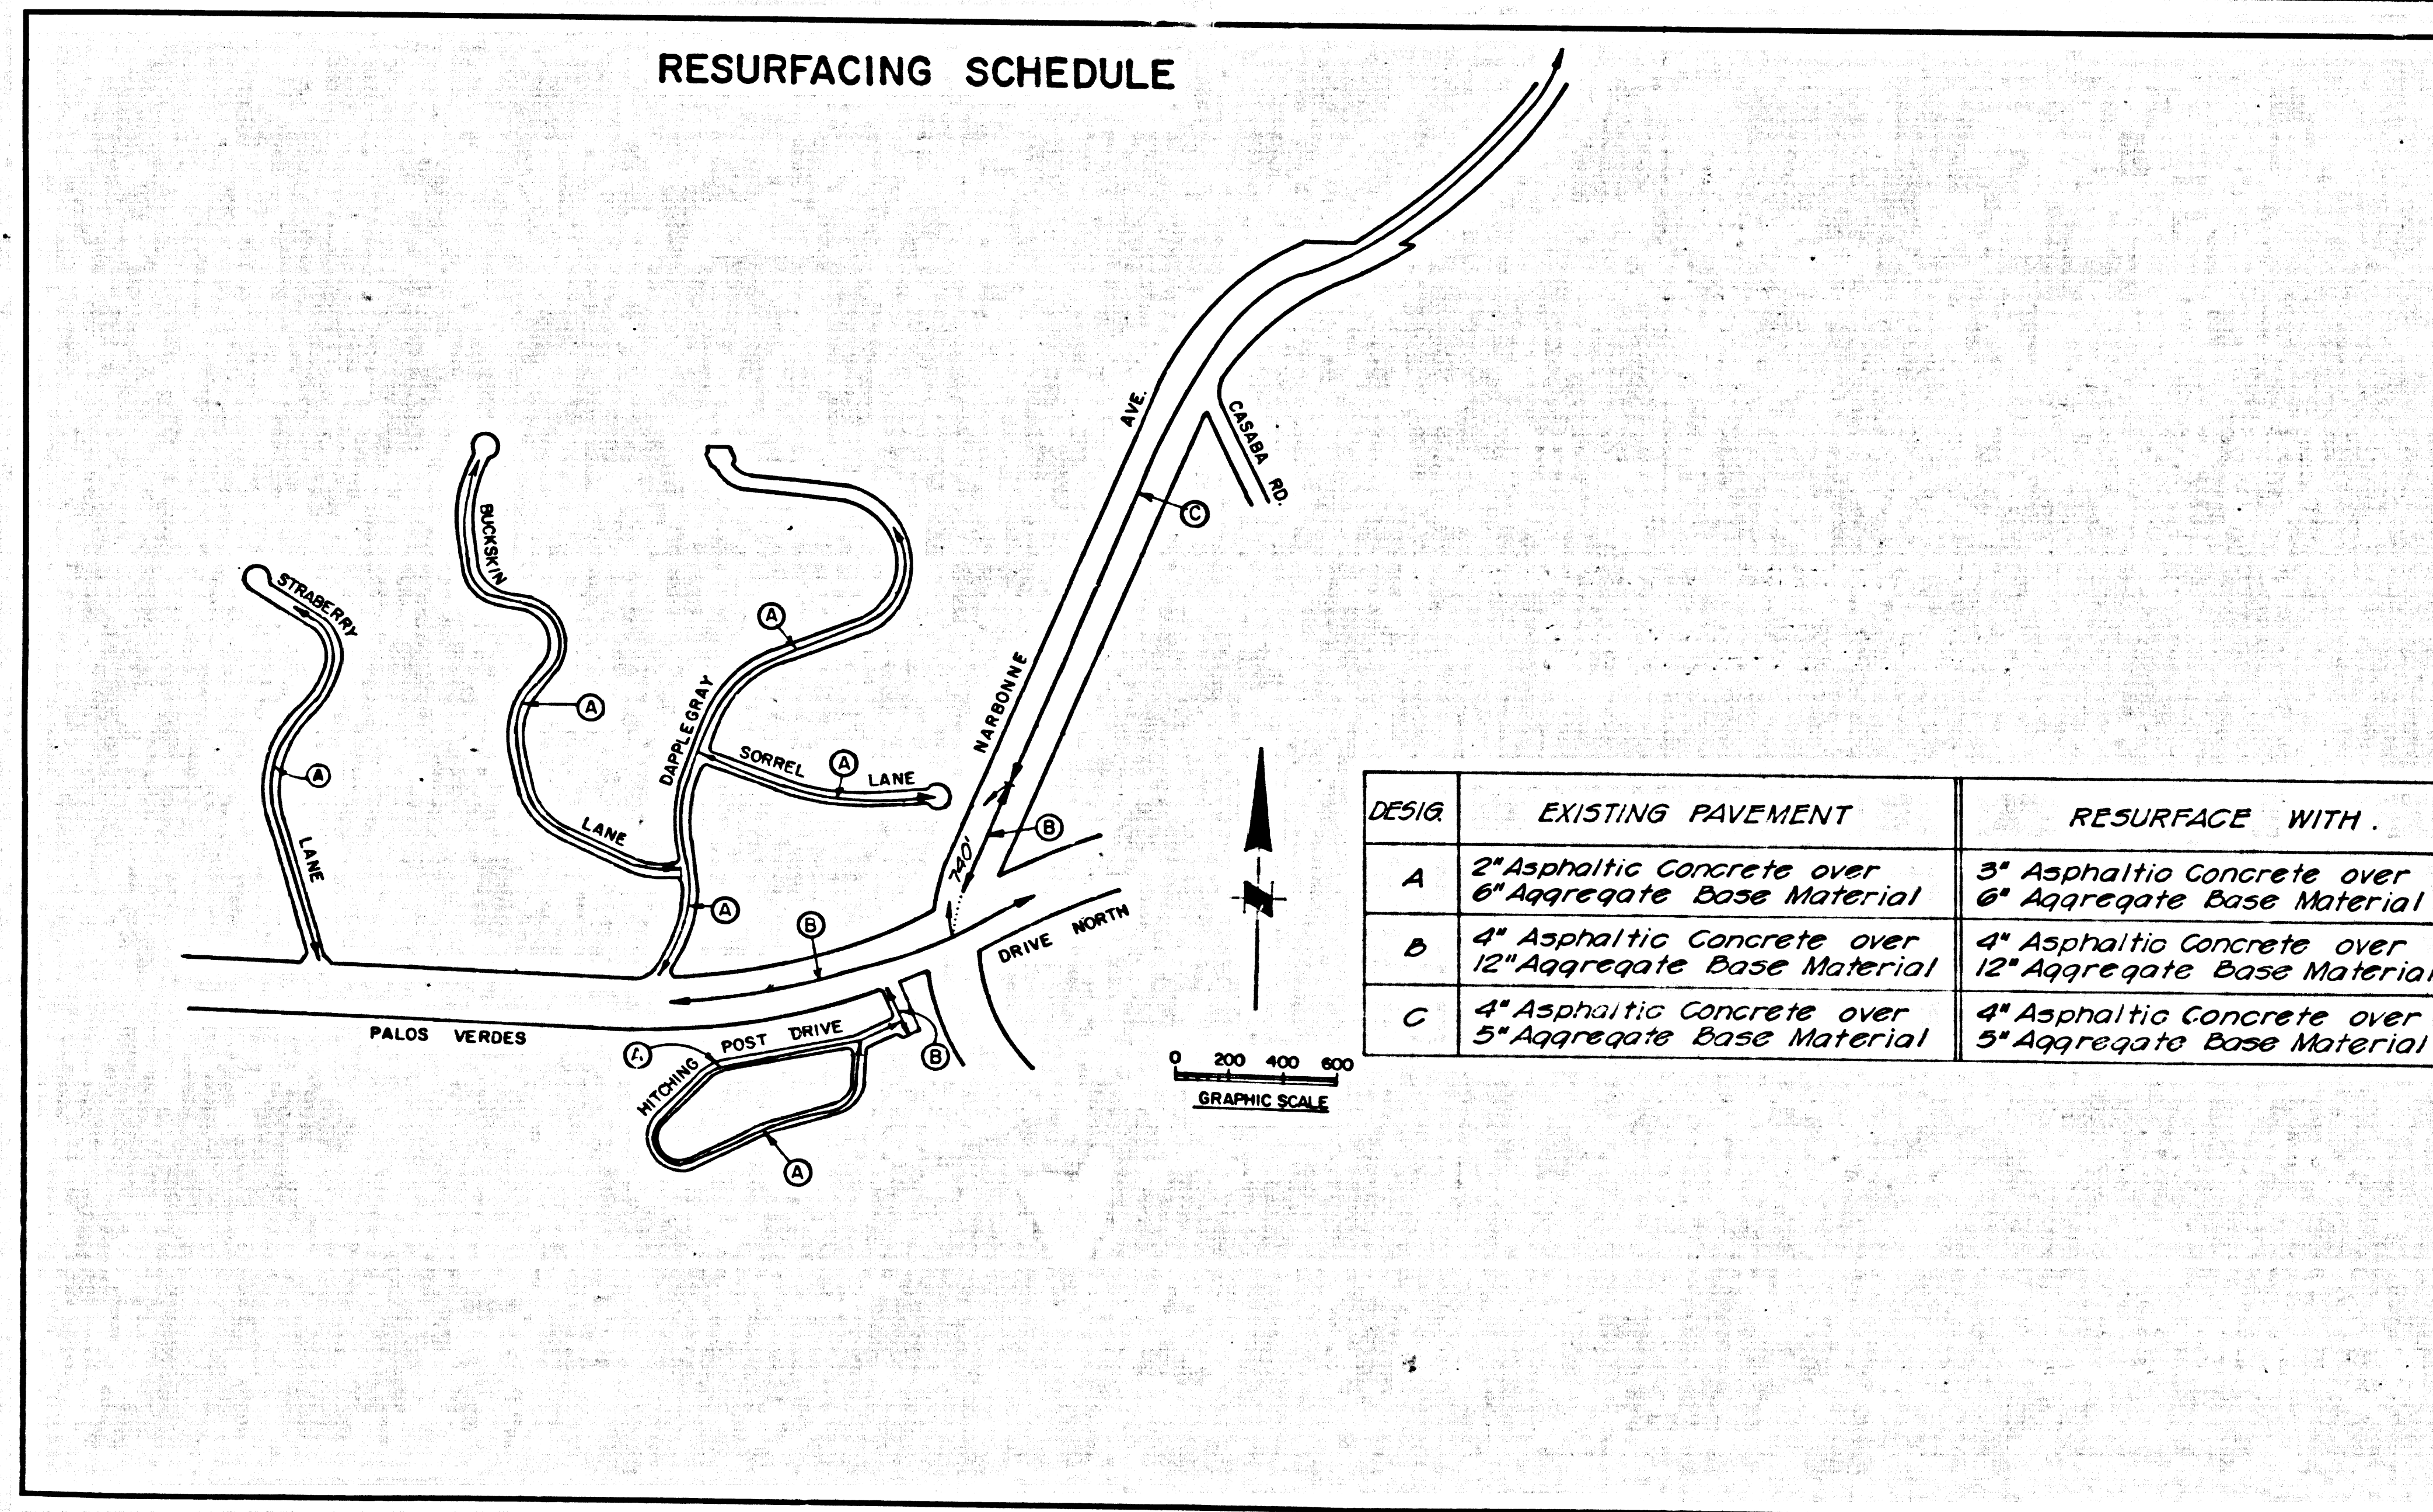 RESURFACING SCHEDULE
AVE.
CASABA RD.
C
BUCKSKIN
STRABERRY
A
A
DAPPLEGRAY
NARBONNE
SORREL
A
LANE
A
B
740'
LANE
LANE
A
B
DRIVE NORTH
PALOS VERDES
POST DRIVE
A
HITCHING
B
A
0 200 400 600
GRAPHIC SCALE
DESIG. EXISTING PAVEMENT RESURFACE WITH.
A 2" Asphaltic Concrete over 3" Asphaltic Concrete over
6" Aggregate Base Material 6" Aggregate Base Material
B 4" Asphaltic Concrete over 4" Asphaltic Concrete over
12" Aggregate Base Material 12" Aggregate Base Material
C 4" Asphaltic Concrete over 4" Asphaltic Concrete over
5" Aggregate Base Material 5" Aggregate Base Material